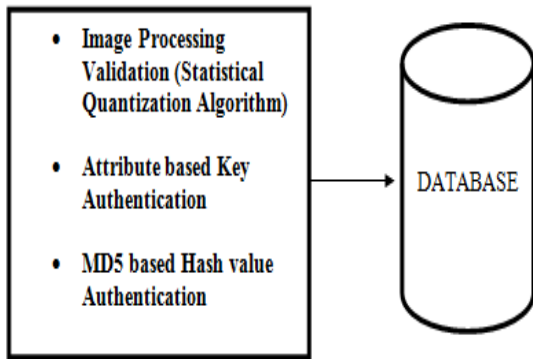 • Image Processing
Validation (Statistical
Quantization Algorithm)
• Attribute based Key
Authentication
• MD5 based Hash value
Authentication
DATABASE